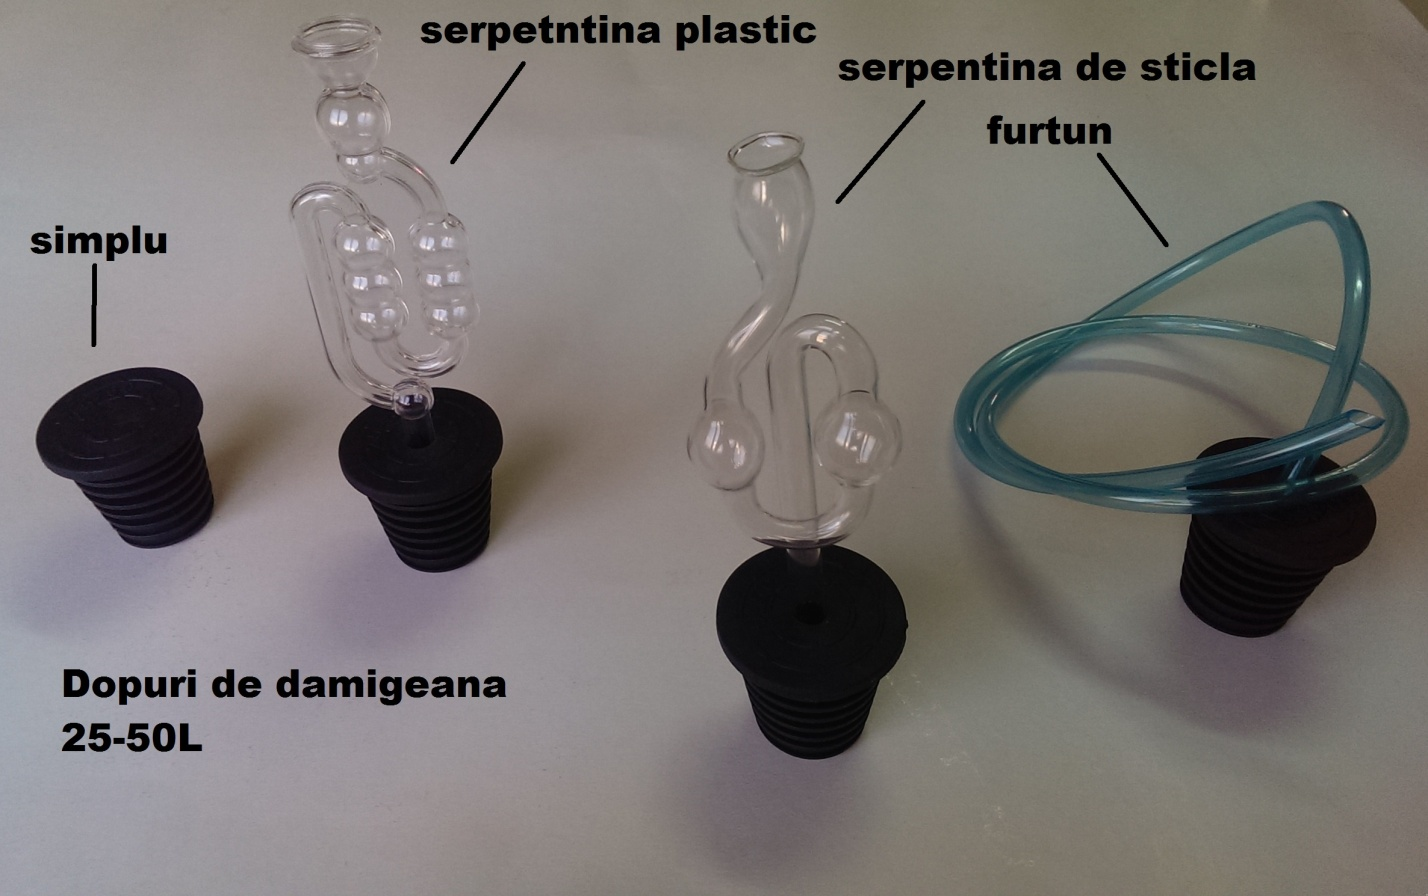 serpetntina plastic
serpentina de sticla
furtun
simplu
Dopuri de damigeana
25-50L